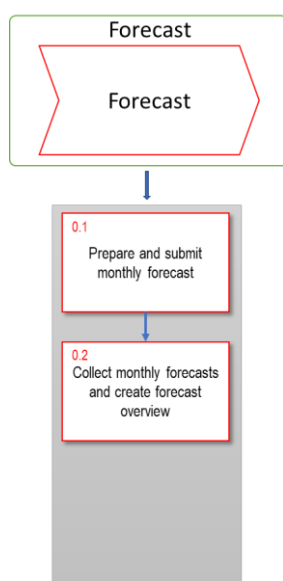 Forecast
Forecast
0.1
Prepare and submit
monthly forecast
0.2
Collect monthly forecasts
and create forecast
overview